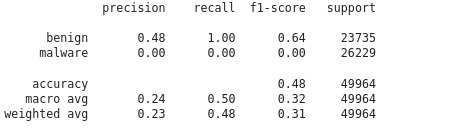 precision recall f1-score support
benign 0.48 1.00 0.64 23735
malware 0.00 0.00 0.00 26229
accuracy 0.48 49964
macro avg 0.24 0.50 0.32 49964
weighted avg 0.23 0.48 0.31 49964